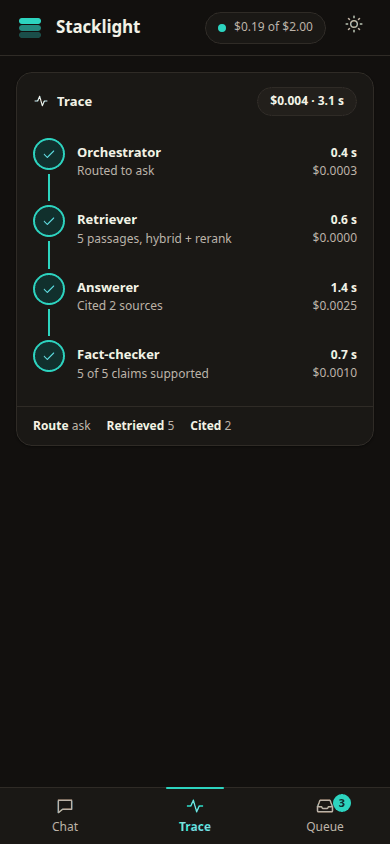 Stacklight
$0.19 of $2.00
Trace
$0.004 · 3.1 s
Orchestrator
0.4 s
Routed to ask
$0.0003
Retriever
0.6 s
5 passages, hybrid + rerank
$0.0000
Answerer
1.4 s
Cited 2 sources
$0.0025
Fact-checker
0.7 s
5 of 5 claims supported
$0.0010
Route ask Retrieved 5 Cited 2
3
Chat
Trace
Queue